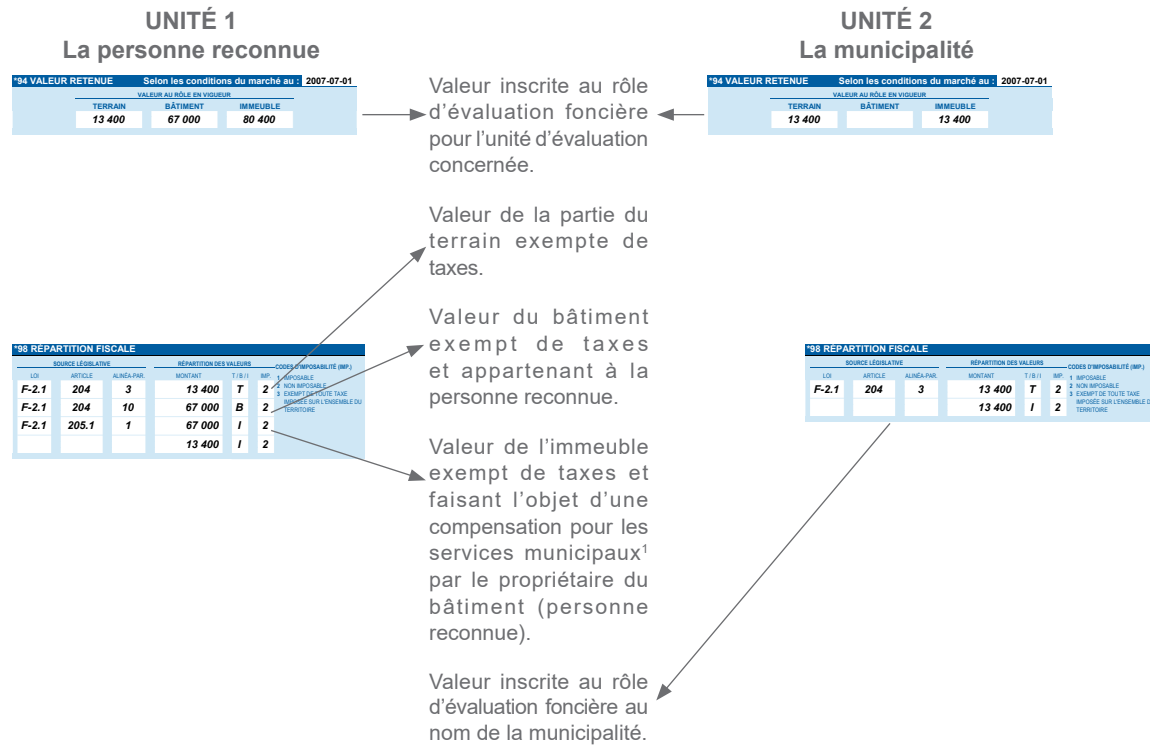 UNITÉ 1
La personne reconnue
*94 VALEUR RETENUE Selon les conditions du marché au : 2007-07-01
VALEUR AU RÔLE EN VIGUEUR
TERRAIN BÂTIMENT IMMEUBLE
13 400 67 000 80 400
UNITÉ 2
La municipalité
*94 VALEUR RETENUE Selon les conditions du marché au : 2007-07-01
VALEUR AU RÔLE EN VIGUEUR
TERRAIN BÂTIMENT IMMEUBLE
13 400 13 400
Valeur inscrite au rôle
d'évaluation foncière
pour l'unité d'évaluation
concernée.
Valeur de la partie du
terrain exempte de
taxes.
Valeur du bâtiment
exempt de taxes
et appartenant à la
personne reconnue.
Valeur de l'immeuble
exempt de taxes et
faisant l'objet d'une
compensation pour les
services municipaux¹
par le propriétaire du
bâtiment (personne
reconnue).
Valeur inscrite au rôle
d'évaluation foncière au
nom de la municipalité.
*98 RÉPARTITION FISCALE
SOURCE LÉGISLATIVE RÉPARTITION DES VALEURS CODES D'IMPOSABILITÉ (IMP.)
LOI ARTICLE ALINÉA-PAR. MONTANT T / B / I IMP. 1 IMPOSABLE
F-2.1 204 3 13 400 T 2 2 NON IMPOSABLE
3 EXEMPT DE TOUTE TAXE
F-2.1 204 10 67 000 B 2 IMPOSÉE SUR L'ENSEMBLE DU
TERRITOIRE
F-2.1 205.1 1 67 000 I 2
13 400 I 2
*98 RÉPARTITION FISCALE
SOURCE LÉGISLATIVE RÉPARTITION DES VALEURS CODES D'IMPOSABILITÉ (IMP.)
LOI ARTICLE ALINÉA-PAR. MONTANT T / B / I IMP. 1 IMPOSABLE
F-2.1 204 3 13 400 T 2 2 NON IMPOSABLE
3 EXEMPT DE TOUTE TAXE
13 400 I 2 IMPOSÉE SUR L'ENSEMBLE D
TERRITOIRE